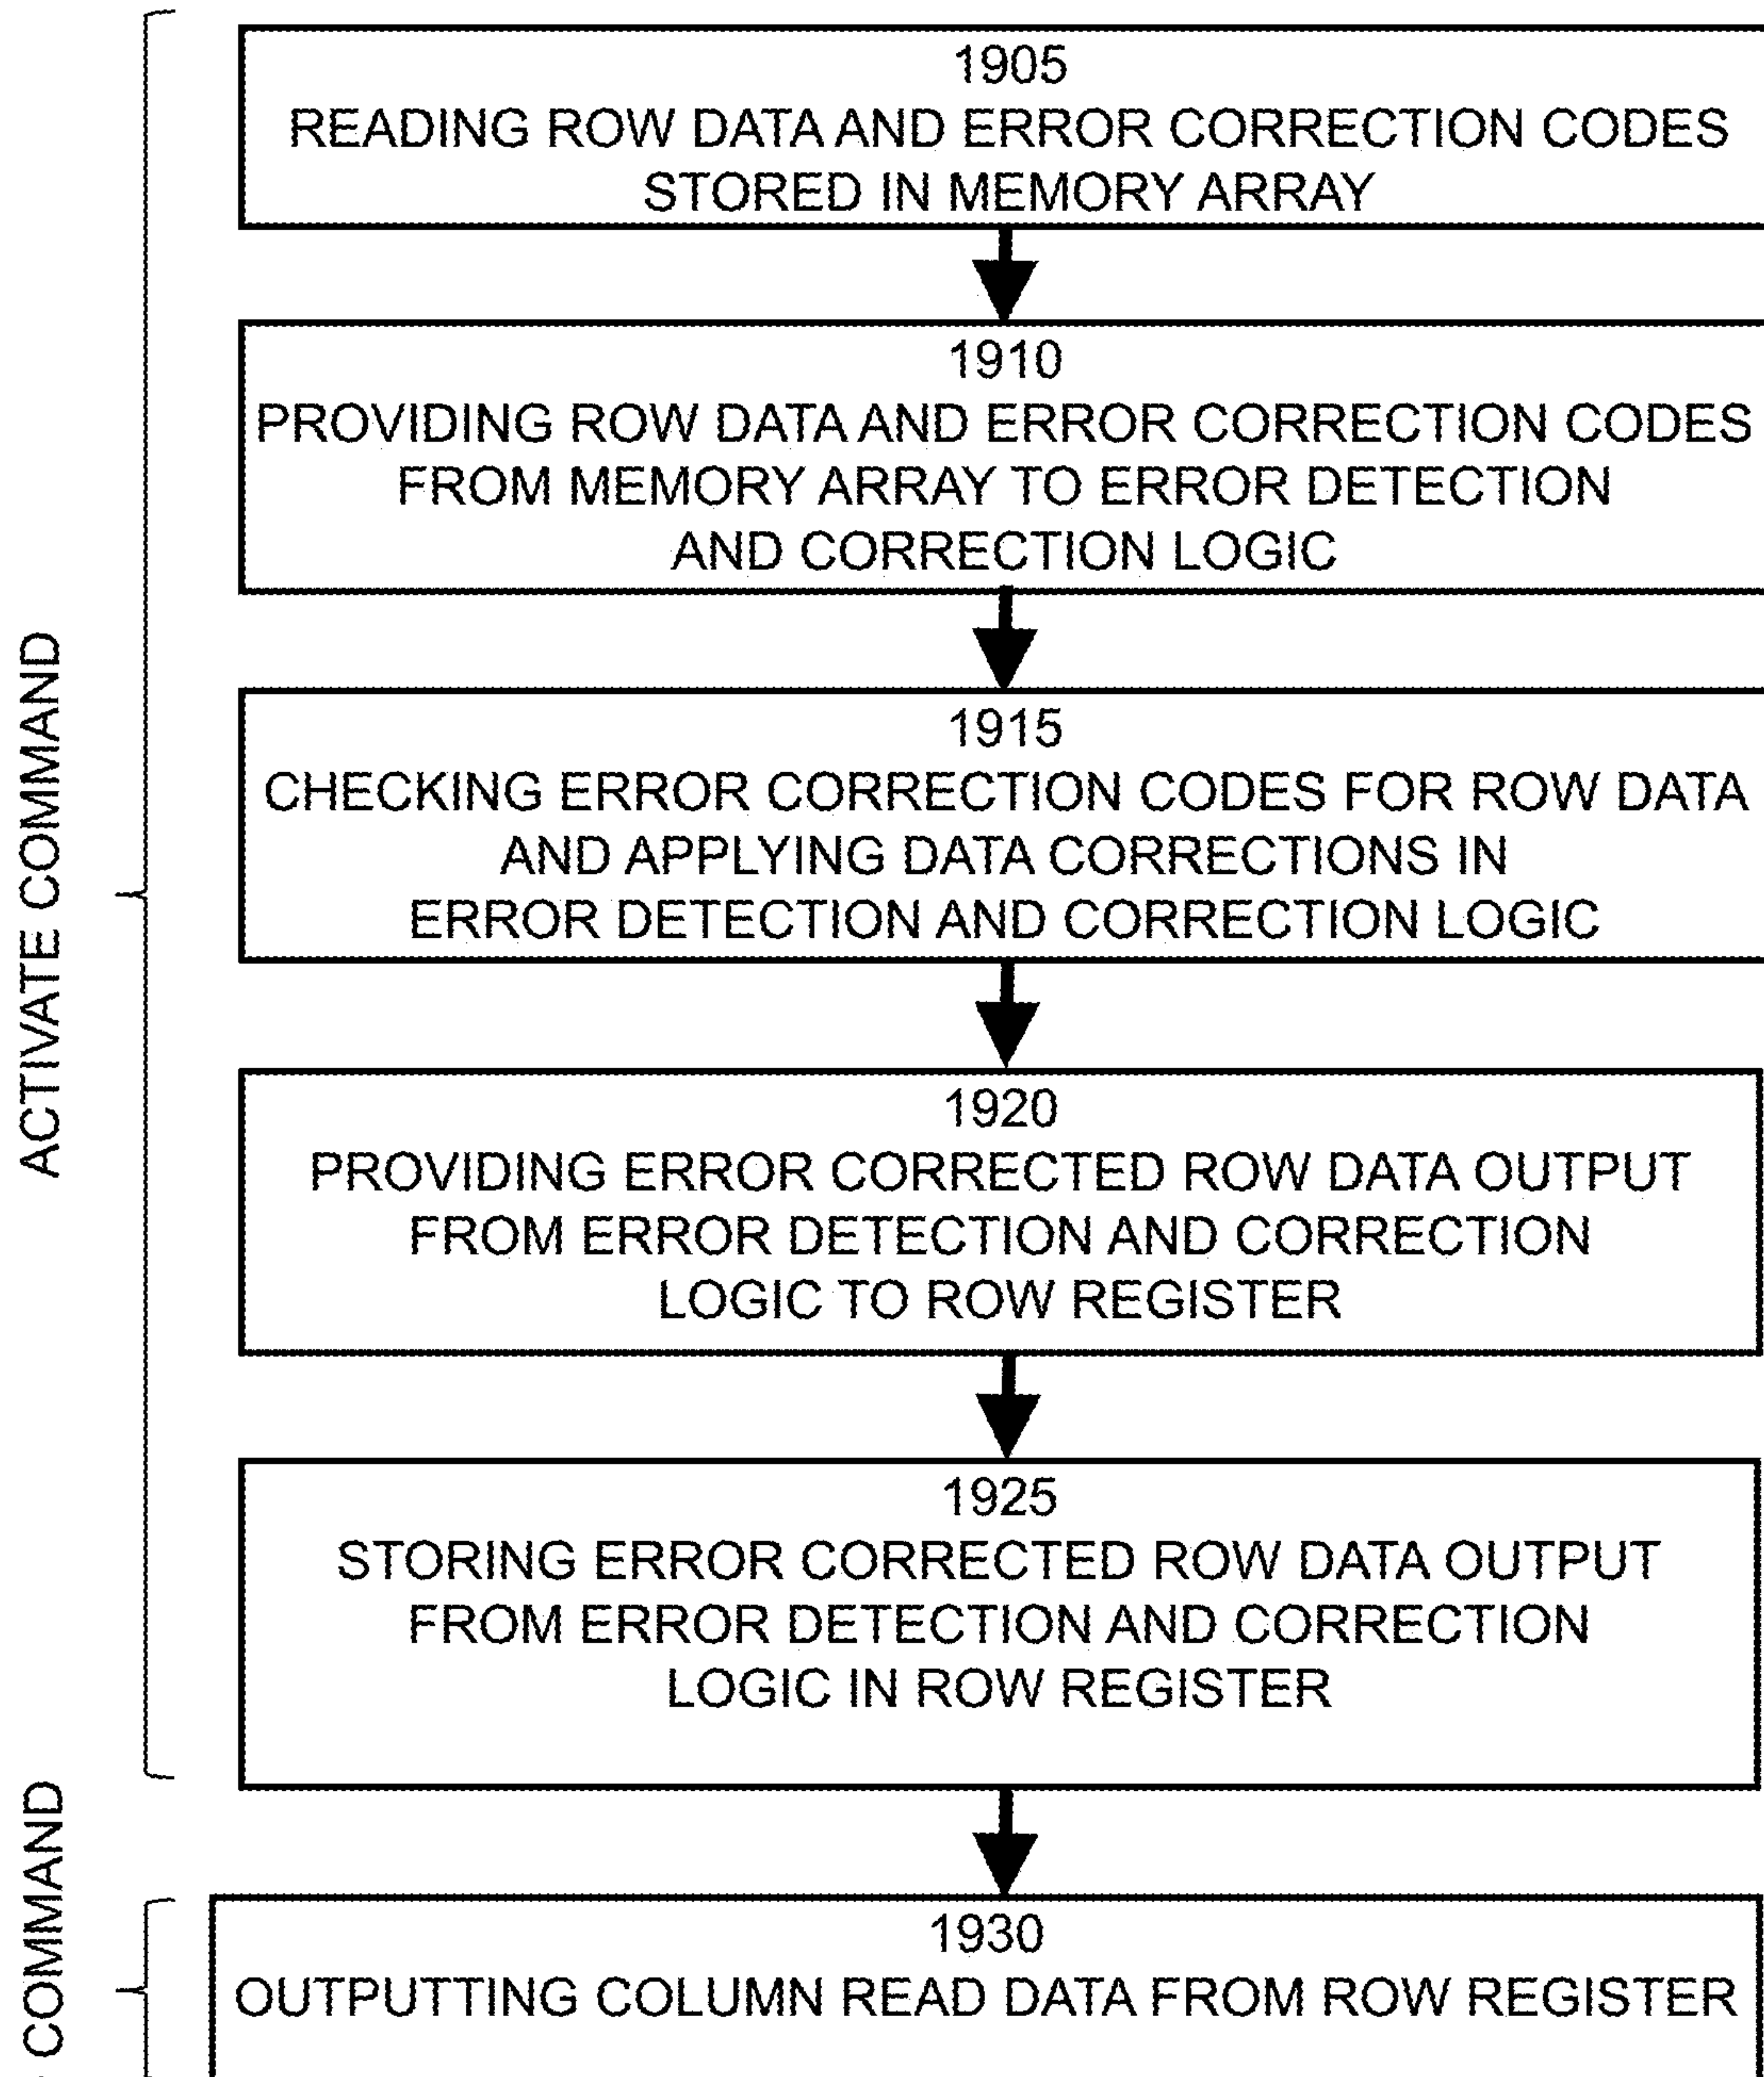 ACTIVATE COMMAND
1905
READING ROW DATA AND ERROR CORRECTION CODES
STORED IN MEMORY ARRAY
1910
PROVIDING ROW DATA AND ERROR CORRECTION CODES
FROM MEMORY ARRAY TO ERROR DETECTION
AND CORRECTION LOGIC
1915
CHECKING ERROR CORRECTION CODES FOR ROW DATA
AND APPLYING DATA CORRECTIONS IN
ERROR DETECTION AND CORRECTION LOGIC
1920
PROVIDING ERROR CORRECTED ROW DATA OUTPUT
FROM ERROR DETECTION AND CORRECTION
LOGIC TO ROW REGISTER
1925
STORING ERROR CORRECTED ROW DATA OUTPUT
FROM ERROR DETECTION AND CORRECTION
LOGIC IN ROW REGISTER
COMMAND
1930
OUTPUTTING COLUMN READ DATA FROM ROW REGISTER